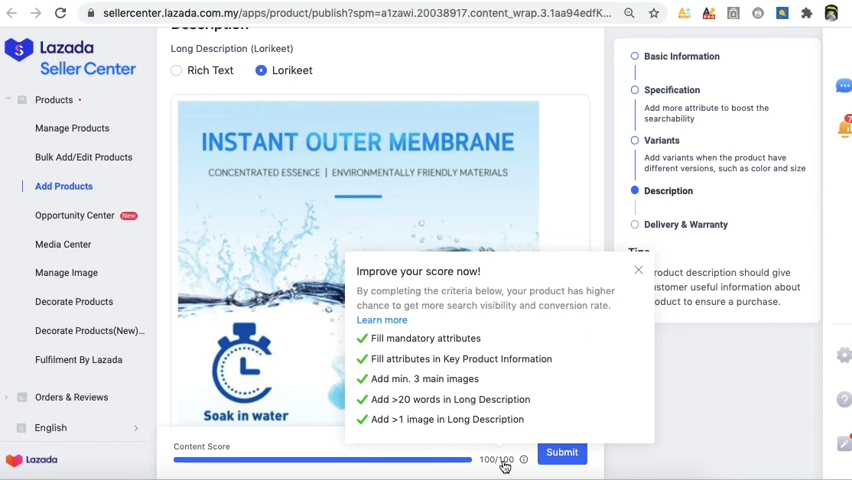 sellercenter.lazada.com.my/apps/product/publish?spm=a1zawi.20038917.content_wrap.3.1aa94edfK...
Lazada
Seller Center
Products
Manage Products
Bulk Add/Edit Products
Add Products
Opportunity Center New
Media Center
Manage Image
Decorate Products
Decorate Products(New)...
Fulfilment By Lazada
Orders & Reviews
English
Lazada
Description
Long Description (Lorikeet)
Rich Text
Lorikeet
INSTANT OUTER MEMBRANE
CONCENTRATED ESSENCE | ENVIRONMENTALLY FRIENDLY MATERIALS
Soak in water
Improve your score now!
By completing the criteria below, your product has higher
chance to get more search visibility and conversion rate.
Learn more
Fill mandatory attributes
Fill attributes in Key Product Information
Add min. 3 main images
Add >20 words in Long Description
Add >1 image in Long Description
Content Score
100/100
Submit
Basic Information
Specification
Add more attribute to boost the
searchability
Variants
Add variants when the product have
different versions, such as color and size
Description
Delivery & Warranty
Tips
roduct description should give
ustomer useful information about
oduct to ensure a purchase.